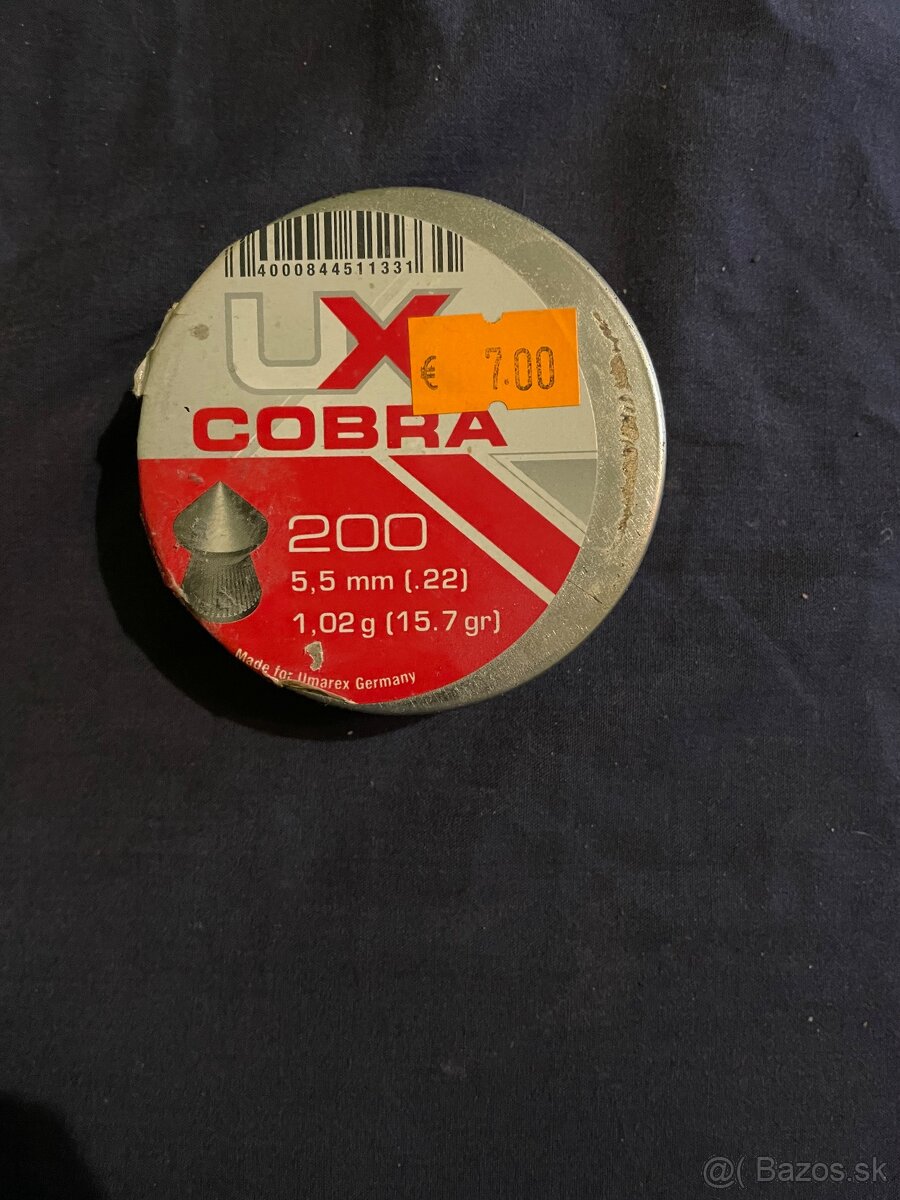 4000844511331
UX
€ 7.00
COBRA
200
5,5 mm (.22)
1,02 g (15.7 gr)
Made for Umarex Germany
@( Bazos.sk